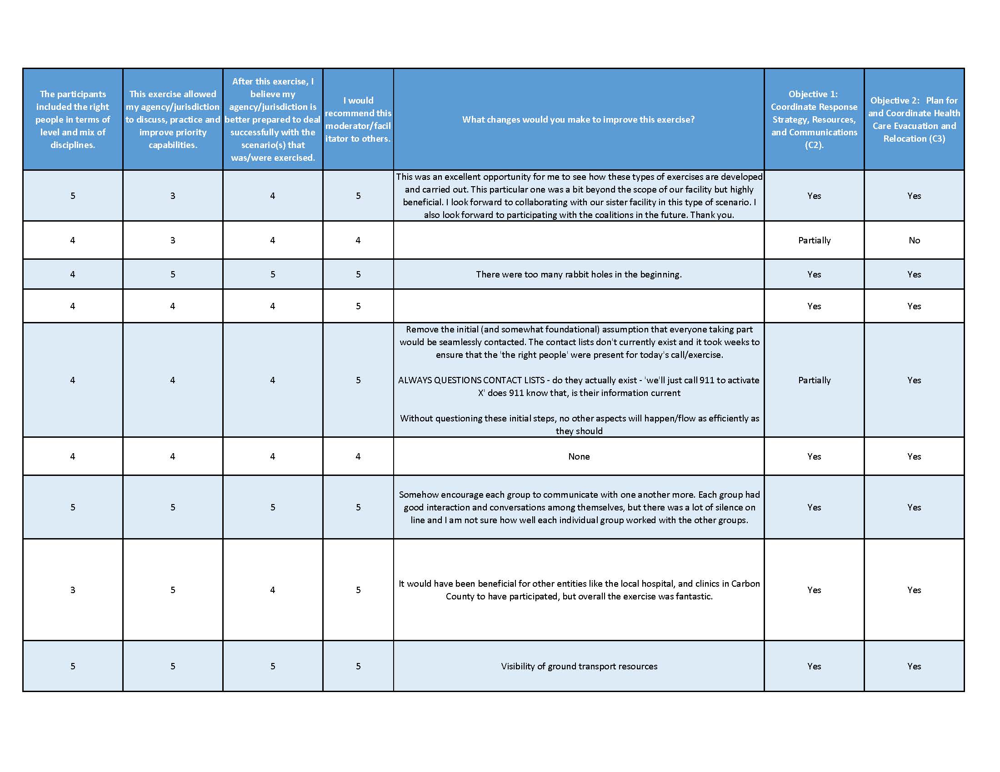 The participants included the right people in terms of level and mix of disciplines.
This exercise allowed my agency/jurisdiction to discuss, practice and improve priority capabilities.
After this exercise, I believe my agency/jurisdiction is better prepared to deal successfully with the scenario(s) that was/were exercised.
I would recommend this moderator/facilitator to others.
What changes would you make to improve this exercise?
Objective 1: Coordinate Response Strategy, Resources, and Communications (C2).
Objective 2: Plan for and Coordinate Health Care Evacuation and Relocation (C3)
5
3
4
5
This was an excellent opportunity for me to see how these types of exercises are developed
and carried out. This particular one was a bit beyond the scope of our facility but highly
beneficial. I look forward to collaborating with our sister facility in this type of scenario. I
also look forward to participating with the coalitions in the future. Thank you.
Yes
Yes
4
3
4
4
Partially
No
4
5
5
5
There were too many rabbit holes in the beginning.
Yes
Yes
4
4
4
5
Yes
Yes
4
4
4
5
Remove the initial (and somewhat foundational) assumption that everyone taking part
would be seamlessly contacted. The contact lists don't currently exist and it took weeks to
ensure that the 'the right people' were present for today's call/exercise.
ALWAYS QUESTIONS CONTACT LISTS - do they actually exist - 'we'll just call 911 to activate
X' does 911 know that, is their information current
Without questioning these initial steps, no other aspects will happen/flow as efficiently as
they should
Partially
Yes
4
4
4
4
None
Yes
Yes
5
5
5
5
Somehow encourage each group to communicate with one another more. Each group had
good interaction and conversations among themselves, but there was a lot of silence on
line and I am not sure how well each individual group worked with the other groups.
Yes
Yes
3
5
4
5
It would have been beneficial for other entities like the local hospital, and clinics in Carbon
County to have participated, but overall the exercise was fantastic.
Yes
Yes
5
5
5
5
Visibility of ground transport resources
Yes
Yes